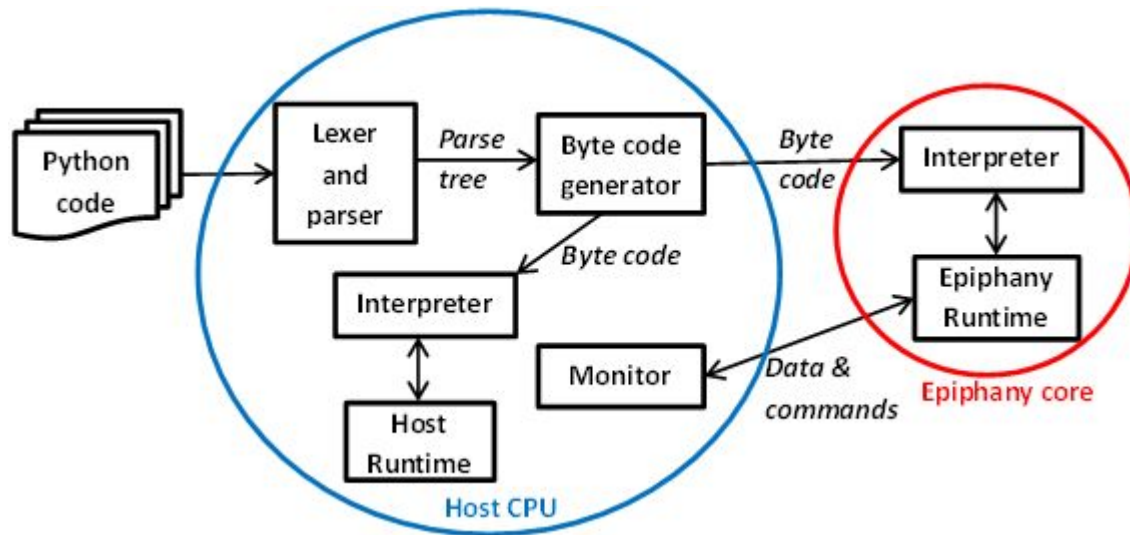 Python
code
Lexer
and
parser
Parse
tree
Byte code
generator
Byte
code
Interpreter
Byte code
Interpreter
Epiphany
Runtime
Monitor
Data &
commands
Epiphany core
Host
Runtime
Host CPU